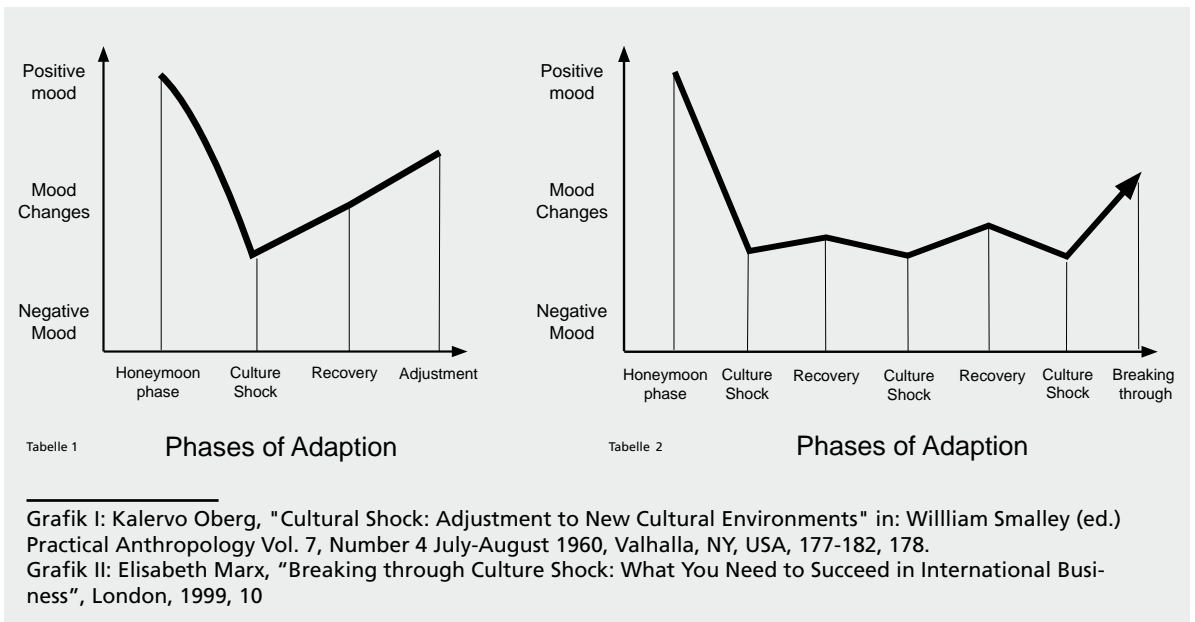 Positive
mood
Mood
Changes
Negative
Mood
Honeymoon
phase
Culture
Shock
Recovery
Adjustment
Tabelle 1
Phases of Adaption
Positive
mood
Mood
Changes
Negative
Mood
Honeymoon
phase
Culture
Shock
Recovery
Culture
Shock
Recovery
Culture
Shock
Breaking
through
Tabelle 2
Phases of Adaption
Grafik I: Kalervo Oberg, "Cultural Shock: Adjustment to New Cultural Environments" in: Willliam Smalley (ed.)
Practical Anthropology Vol. 7, Number 4 July-August 1960, Valhalla, NY, USA, 177-182, 178.
Grafik II: Elisabeth Marx, “Breaking through Culture Shock: What You Need to Succeed in International Busi-
ness”, London, 1999, 10